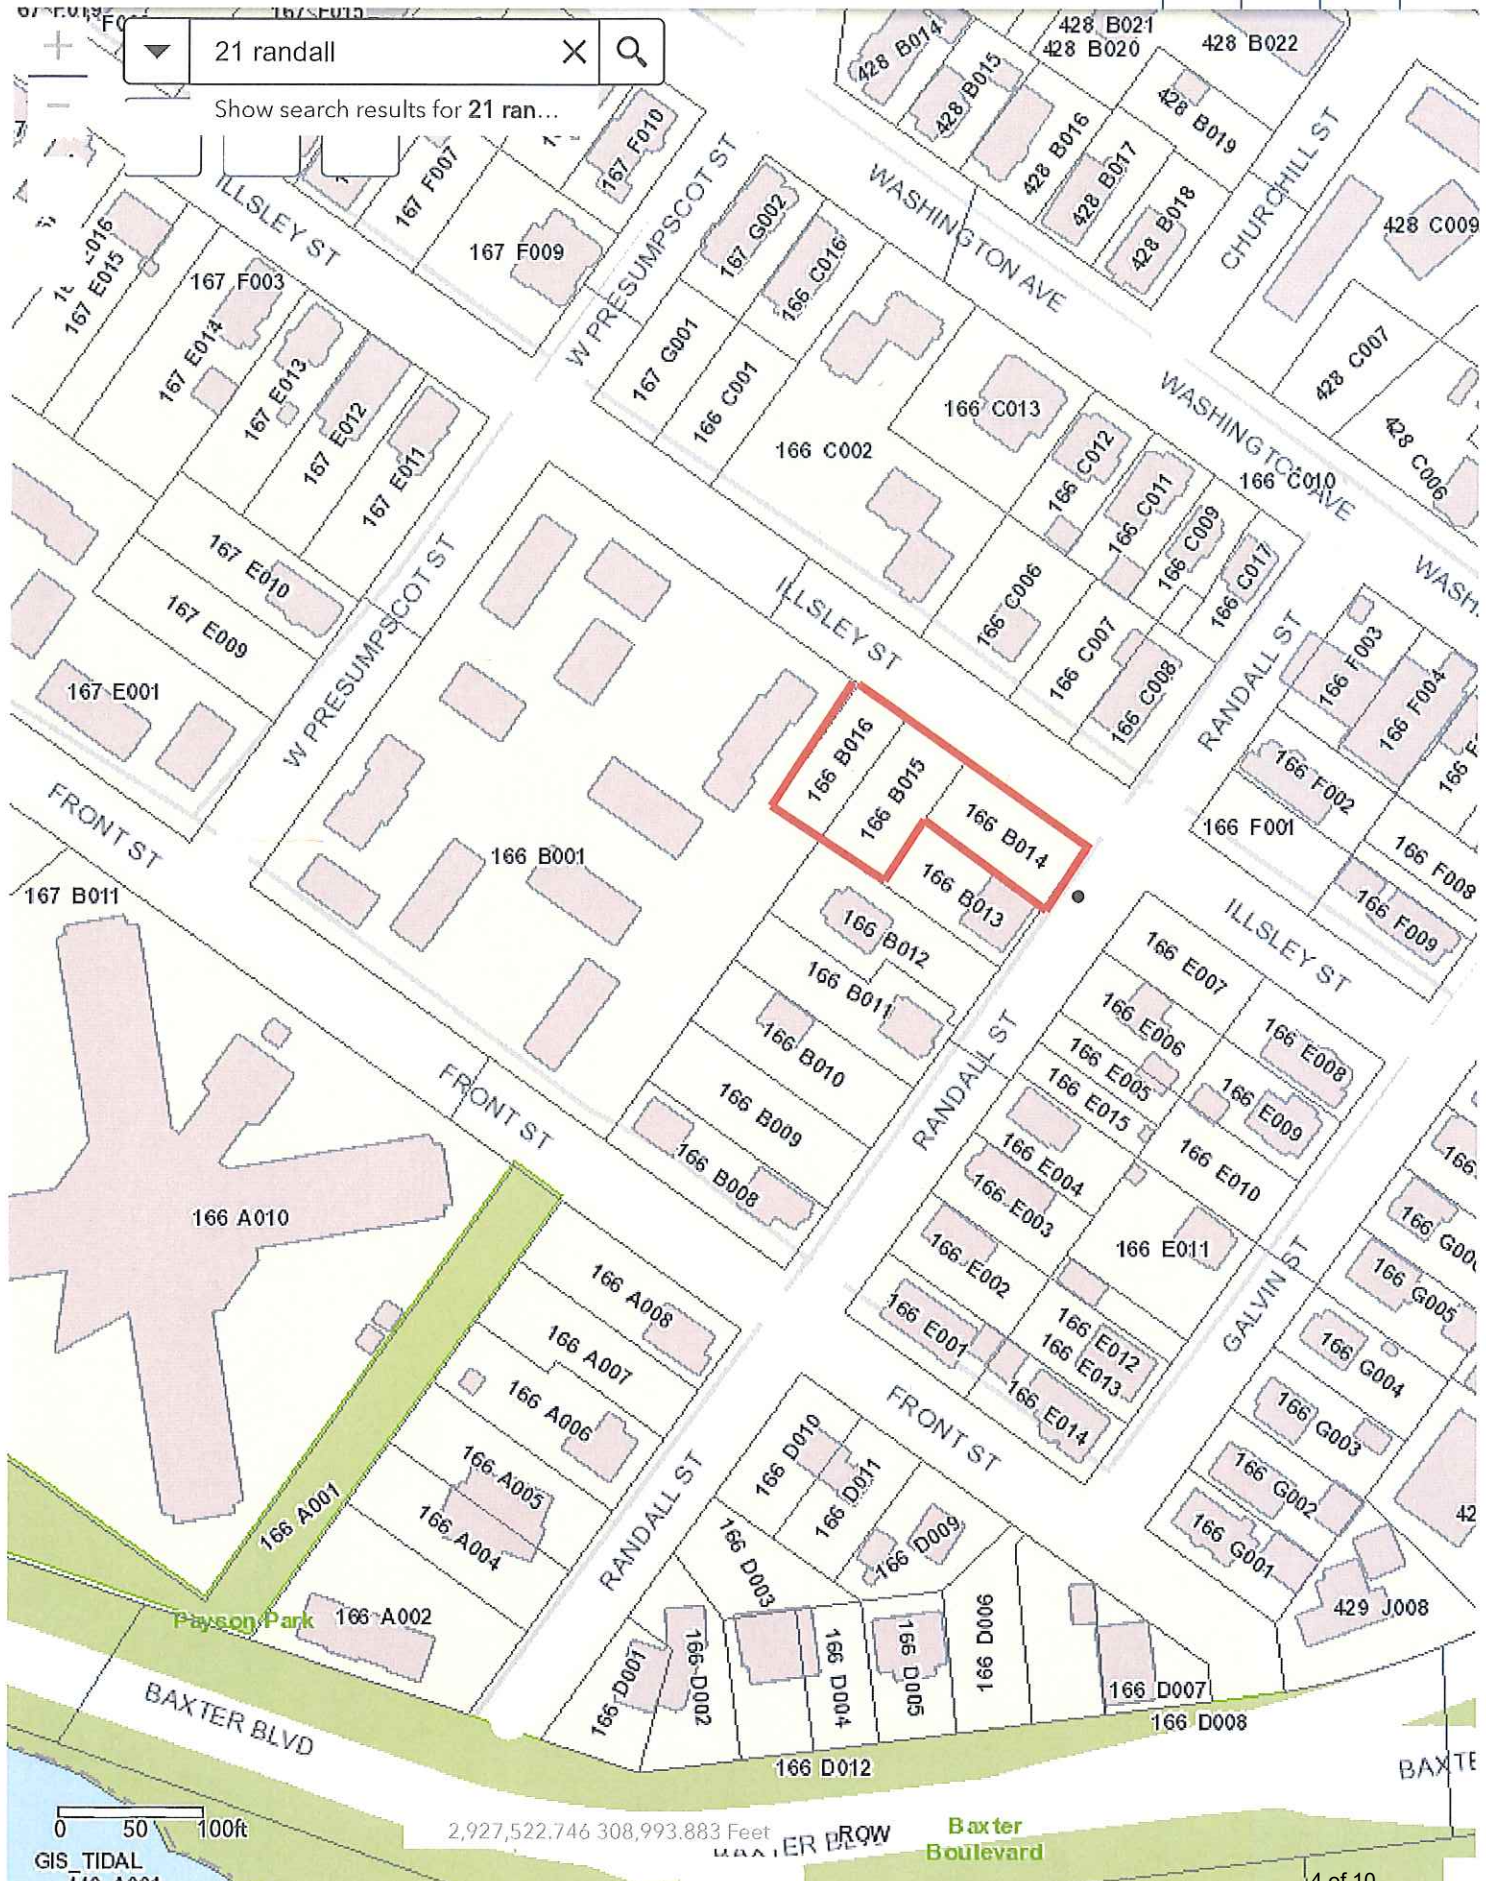 21 randall
Show search results for 21 ran...
167 F010
167 F007
167 F009
ILLSLEY ST
W PRESUMPSCOT ST
428 B014
428 B015
428 B021
428 B020
428 B022
428 B019
428 B016
428 B017
428 B018
CHURCHILL ST
428 C009
428 C007
428 C006
WASHINGTON AVE
WASHINGTON AVE
167 G002
166 C016
167 G001
166 C001
166 C002
166 C013
166 C012
166 C011
166 C010
166 C009
166 C017
166 C006
166 C007
166 C008
167 E015
167 F003
167 E014
167 E013
167 E012
167 E011
167 E010
167 E009
167 E001
W PRESUMPSCOT ST
FRONT ST
ILLSLEY ST
RANDALL ST
166 F003
166 F004
166 F002
166 F001
166 F008
166 F009
ILLSLEY ST
166 B016
166 B015
166 B014
166 B013
166 B012
166 B011
166 B010
166 B009
166 B008
166 B001
167 B011
FRONT ST
RANDALL ST
166 E007
166 E006
166 E005
166 E015
166 E004
166 E003
166 E002
166 E001
166 E008
166 E009
166 E010
166 E011
166 E012
166 E013
166 E014
GALVIN ST
166 G005
166 G004
166 G003
166 G002
166 G001
166 A010
166 A001
166 A008
166 A007
166 A006
166 A005
166 A004
166 A002
Payson Park
RANDALL ST
FRONT ST
166 D010
166 D011
166 D009
166 D003
166 D001
166 D002
166 D004
166 D005
166 D006
166 D007
166 D008
166 D012
429 J008
BAXTER BLVD
0 50 100ft
2,927,522.746 308,993.883 Feet
ROW
Baxter
Boulevard
GIS_TIDAL
4 of 10